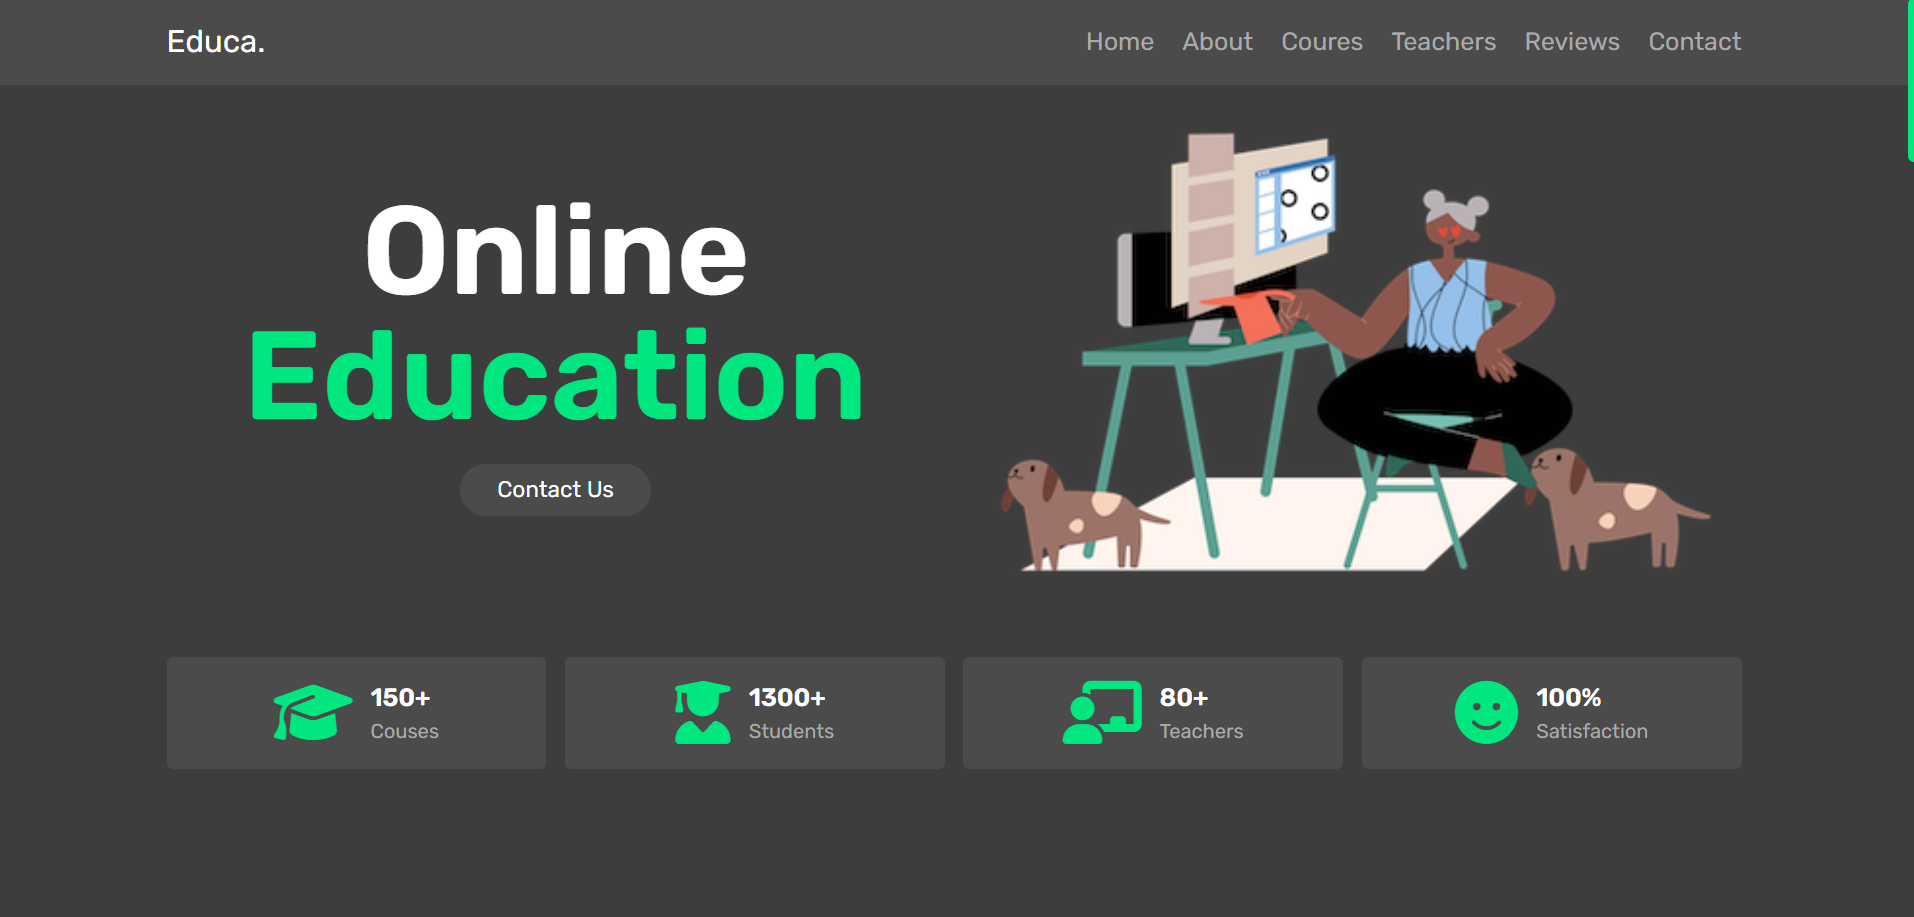 Educa.
Home About Coures Teachers Reviews Contact
Online
Education
Contact Us
150+
Couses
1300+
Students
80+
Teachers
100%
Satisfaction